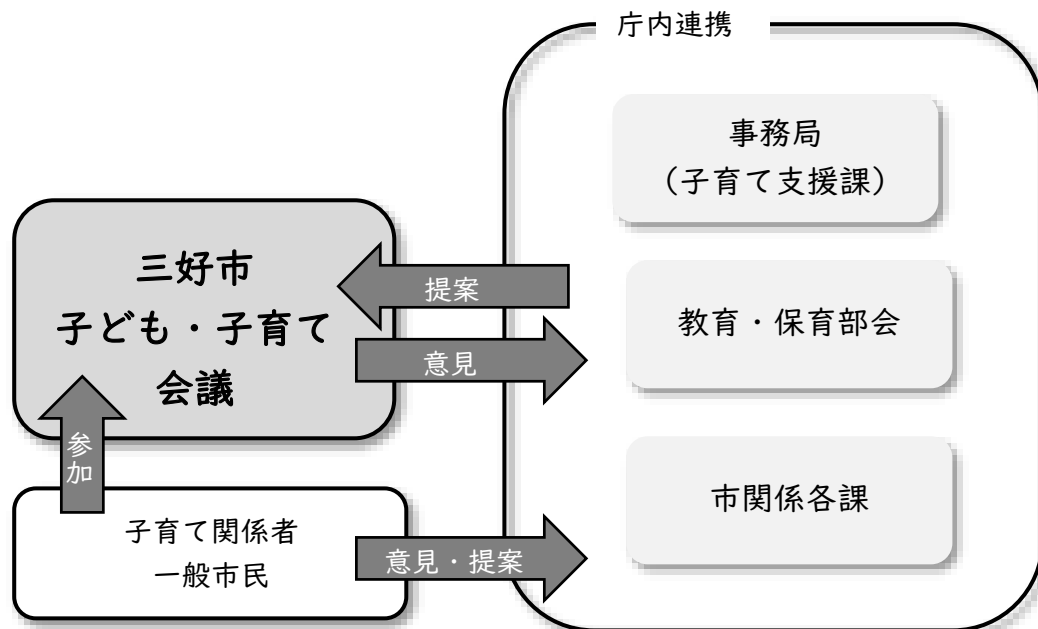 庁内連携
事務局
（子育て支援課）
三好市
子ども・子育て
会議
提案
意見
教育・保育部会
参加
市関係各課
子育て関係者
一般市民
意見・提案